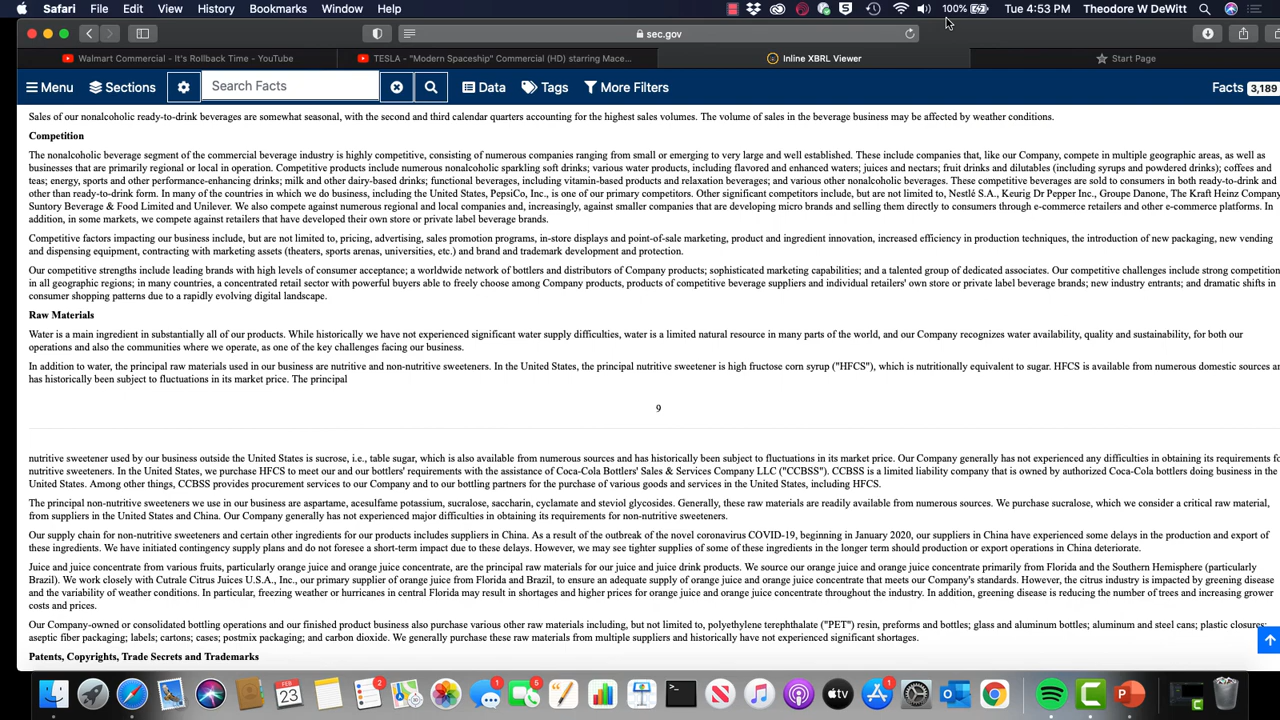 Safari File Edit View History Bookmarks Window Help 100% Tue 4:53 PM Theodore W DeWitt
sec.gov
Walmart Commercial - It's Rollback Time - YouTube TESLA - "Modern Spaceship" Commercial (HD) starring Mace... Inline XBRL Viewer Start Page
Menu Sections Search Facts Data Tags More Filters Facts 3,189
Sales of our nonalcoholic ready-to-drink beverages are somewhat seasonal, with the second and third calendar quarters accounting for the highest sales volumes. The volume of sales in the beverage business may be affected by weather conditions.
Competition
The nonalcoholic beverage segment of the commercial beverage industry is highly competitive, consisting of numerous companies ranging from small or emerging to very large and well established. These include companies that, like our Company, compete in multiple geographic areas, as well as
businesses that are primarily regional or local in operation. Competitive products include numerous nonalcoholic sparkling soft drinks; various water products, including flavored and enhanced waters; juices and nectars; fruit drinks and dilutables (including syrups and powdered drinks); coffees and
teas; energy, sports and other performance-enhancing drinks; milk and other dairy-based drinks; functional beverages, including vitamin-based products and relaxation beverages; and various other nonalcoholic beverages. These competitive beverages are sold to consumers in both ready-to-drink and
other than ready-to-drink form. In many of the countries in which we do business, including the United States, PepsiCo, Inc., is one of our primary competitors. Other significant competitors include, but are not limited to, Nestlé S.A., Keurig Dr Pepper Inc., Groupe Danone, The Kraft Heinz Company
Suntory Beverage & Food Limited and Unilever. We also compete against numerous regional and local companies and, increasingly, against smaller companies that are developing micro brands and selling them directly to consumers through e-commerce retailers and other e-commerce platforms. In
addition, in some markets, we compete against retailers that have developed their own store or private label beverage brands.
Competitive factors impacting our business include, but are not limited to, pricing, advertising, sales promotion programs, in-store displays and point-of-sale marketing, product and ingredient innovation, increased efficiency in production techniques, the introduction of new packaging, new vending
and dispensing equipment, contracting with marketing assets (theaters, sports arenas, universities, etc.) and brand and trademark development and protection.
Our competitive strengths include leading brands with high levels of consumer acceptance; a worldwide network of bottlers and distributors of Company products; sophisticated marketing capabilities; and a talented group of dedicated associates. Our competitive challenges include strong competition
in all geographic regions; in many countries, a concentrated retail sector with powerful buyers able to freely choose among Company products, products of competitive beverage suppliers and individual retailers' own store or private label beverage brands; new industry entrants; and dramatic shifts in
consumer shopping patterns due to a rapidly evolving digital landscape.
Raw Materials
Water is a main ingredient in substantially all of our products. While historically we have not experienced significant water supply difficulties, water is a limited natural resource in many parts of the world, and our Company recognizes water availability, quality and sustainability, for both our
operations and also the communities where we operate, as one of the key challenges facing our business.
In addition to water, the principal raw materials used in our business are nutritive and non-nutritive sweeteners. In the United States, the principal nutritive sweetener is high fructose corn syrup ("HFCS"), which is nutritionally equivalent to sugar. HFCS is available from numerous domestic sources an
has historically been subject to fluctuations in its market price. The principal
9
nutritive sweetener used by our business outside the United States is sucrose, i.e., table sugar, which is also available from numerous sources and has historically been subject to fluctuations in its market price. Our Company generally has not experienced any difficulties in obtaining its requirements fo
nutritive sweeteners. In the United States, we purchase HFCS to meet our and our bottlers' requirements with the assistance of Coca-Cola Bottlers' Sales & Services Company LLC ("CCBSS"). CCBSS is a limited liability company that is owned by authorized Coca-Cola bottlers doing business in the
United States. Among other things, CCBSS provides procurement services to our Company and to our bottling partners for the purchase of various goods and services in the United States, including HFCS.
The principal non-nutritive sweeteners we use in our business are aspartame, acesulfame potassium, sucralose, saccharin, cyclamate and steviol glycosides. Generally, these raw materials are readily available from numerous sources. We purchase sucralose, which we consider a critical raw material,
from suppliers in the United States and China. Our Company generally has not experienced major difficulties in obtaining its requirements for non-nutritive sweeteners.
Our supply chain for non-nutritive sweeteners and certain other ingredients for our products includes suppliers in China. As a result of the outbreak of the novel coronavirus COVID-19, beginning in January 2020, our suppliers in China have experienced some delays in the production and export of
these ingredients. We have initiated contingency supply plans and do not foresee a short-term impact due to these delays. However, we may see tighter supplies of some of these ingredients in the longer term should production or export operations in China deteriorate.
Juice and juice concentrate from various fruits, particularly orange juice and orange juice concentrate, are the principal raw materials for our juice and juice drink products. We source our orange juice and orange juice concentrate primarily from Florida and the Southern Hemisphere (particularly
Brazil). We work closely with Cutrale Citrus Juices U.S.A., Inc., our primary supplier of orange juice from Florida and Brazil, to ensure an adequate supply of orange juice and orange juice concentrate that meets our Company's standards. However, the citrus industry is impacted by greening disease
and the variability of weather conditions. In particular, freezing weather or hurricanes in central Florida may result in shortages and higher prices for orange juice and orange juice concentrate throughout the industry. In addition, greening disease is reducing the number of trees and increasing grower
costs and prices.
Our Company-owned or consolidated bottling operations and our finished product business also purchase various other raw materials including, but not limited to, polyethylene terephthalate ("PET") resin, preforms and bottles; glass and aluminum bottles; aluminum and steel cans; plastic closures;
aseptic fiber packaging; labels; cartons; cases; postmix packaging; and carbon dioxide. We generally purchase these raw materials from multiple suppliers and historically have not experienced significant shortages.
Patents, Copyrights, Trade Secrets and Trademarks
FEB 23 2 1 5 tv 1